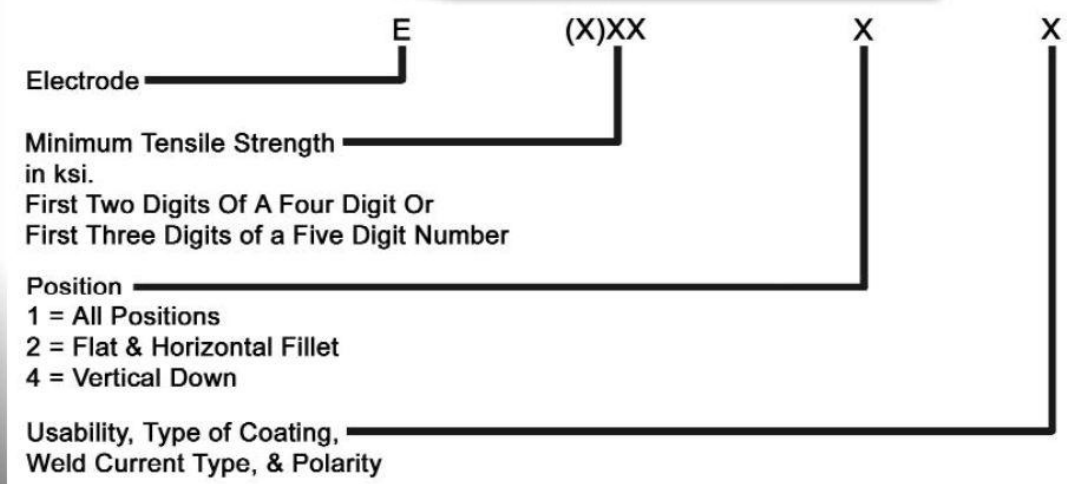 E (X)XX X X
Electrode
Minimum Tensile Strength
in ksi.
First Two Digits Of A Four Digit Or
First Three Digits of a Five Digit Number
Position
1 = All Positions
2 = Flat & Horizontal Fillet
4 = Vertical Down
Usability, Type of Coating,
Weld Current Type, & Polarity